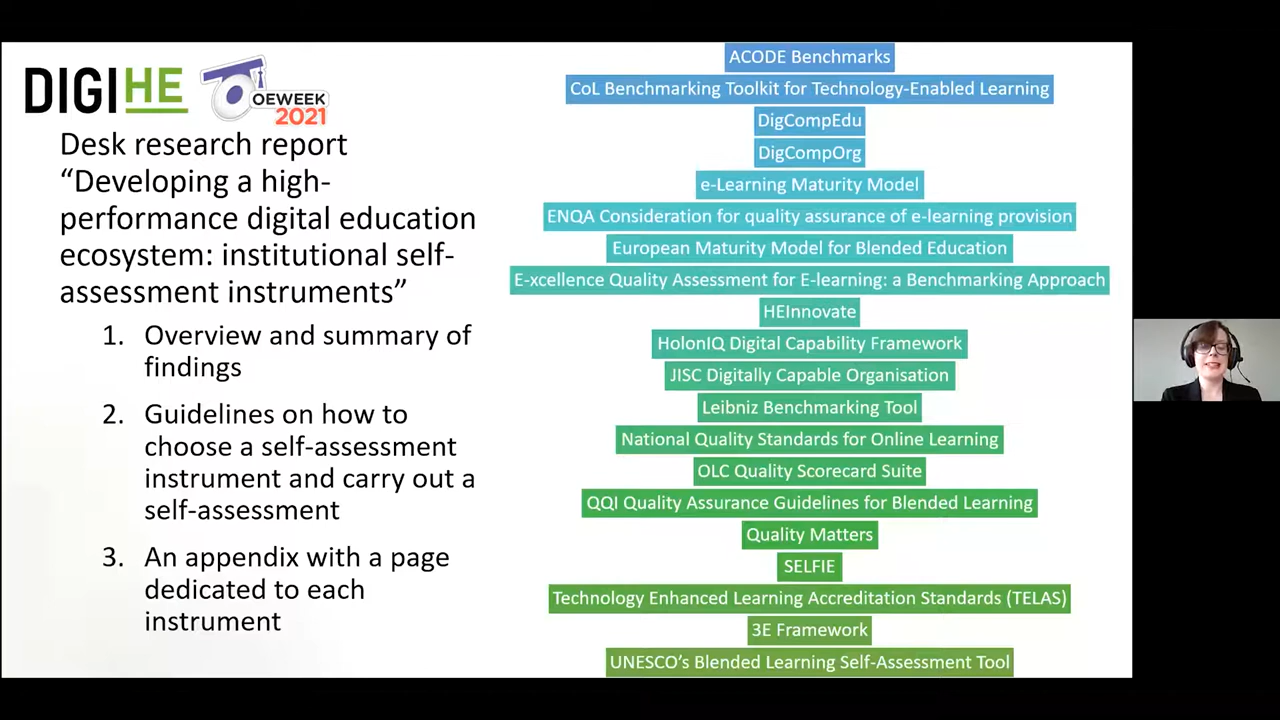 DIGIHE
OEWEEK
2021
Desk research report
“Developing a high-
performance digital education
ecosystem: institutional self-
assessment instruments”
1. Overview and summary of
findings
2. Guidelines on how to
choose a self-assessment
instrument and carry out a
self-assessment
3. An appendix with a page
dedicated to each
instrument
ACODE Benchmarks
CoL Benchmarking Toolkit for Technology-Enabled Learning
DigCompEdu
DigCompOrg
e-Learning Maturity Model
ENQA Consideration for quality assurance of e-learning provision
European Maturity Model for Blended Education
E-xcellence Quality Assessment for E-learning: a Benchmarking Approach
HEInnovate
HolonIQ Digital Capability Framework
JISC Digitally Capable Organisation
Leibniz Benchmarking Tool
National Quality Standards for Online Learning
OLC Quality Scorecard Suite
QQI Quality Assurance Guidelines for Blended Learning
Quality Matters
SELFIE
Technology Enhanced Learning Accreditation Standards (TELAS)
3E Framework
UNESCO’s Blended Learning Self-Assessment Tool